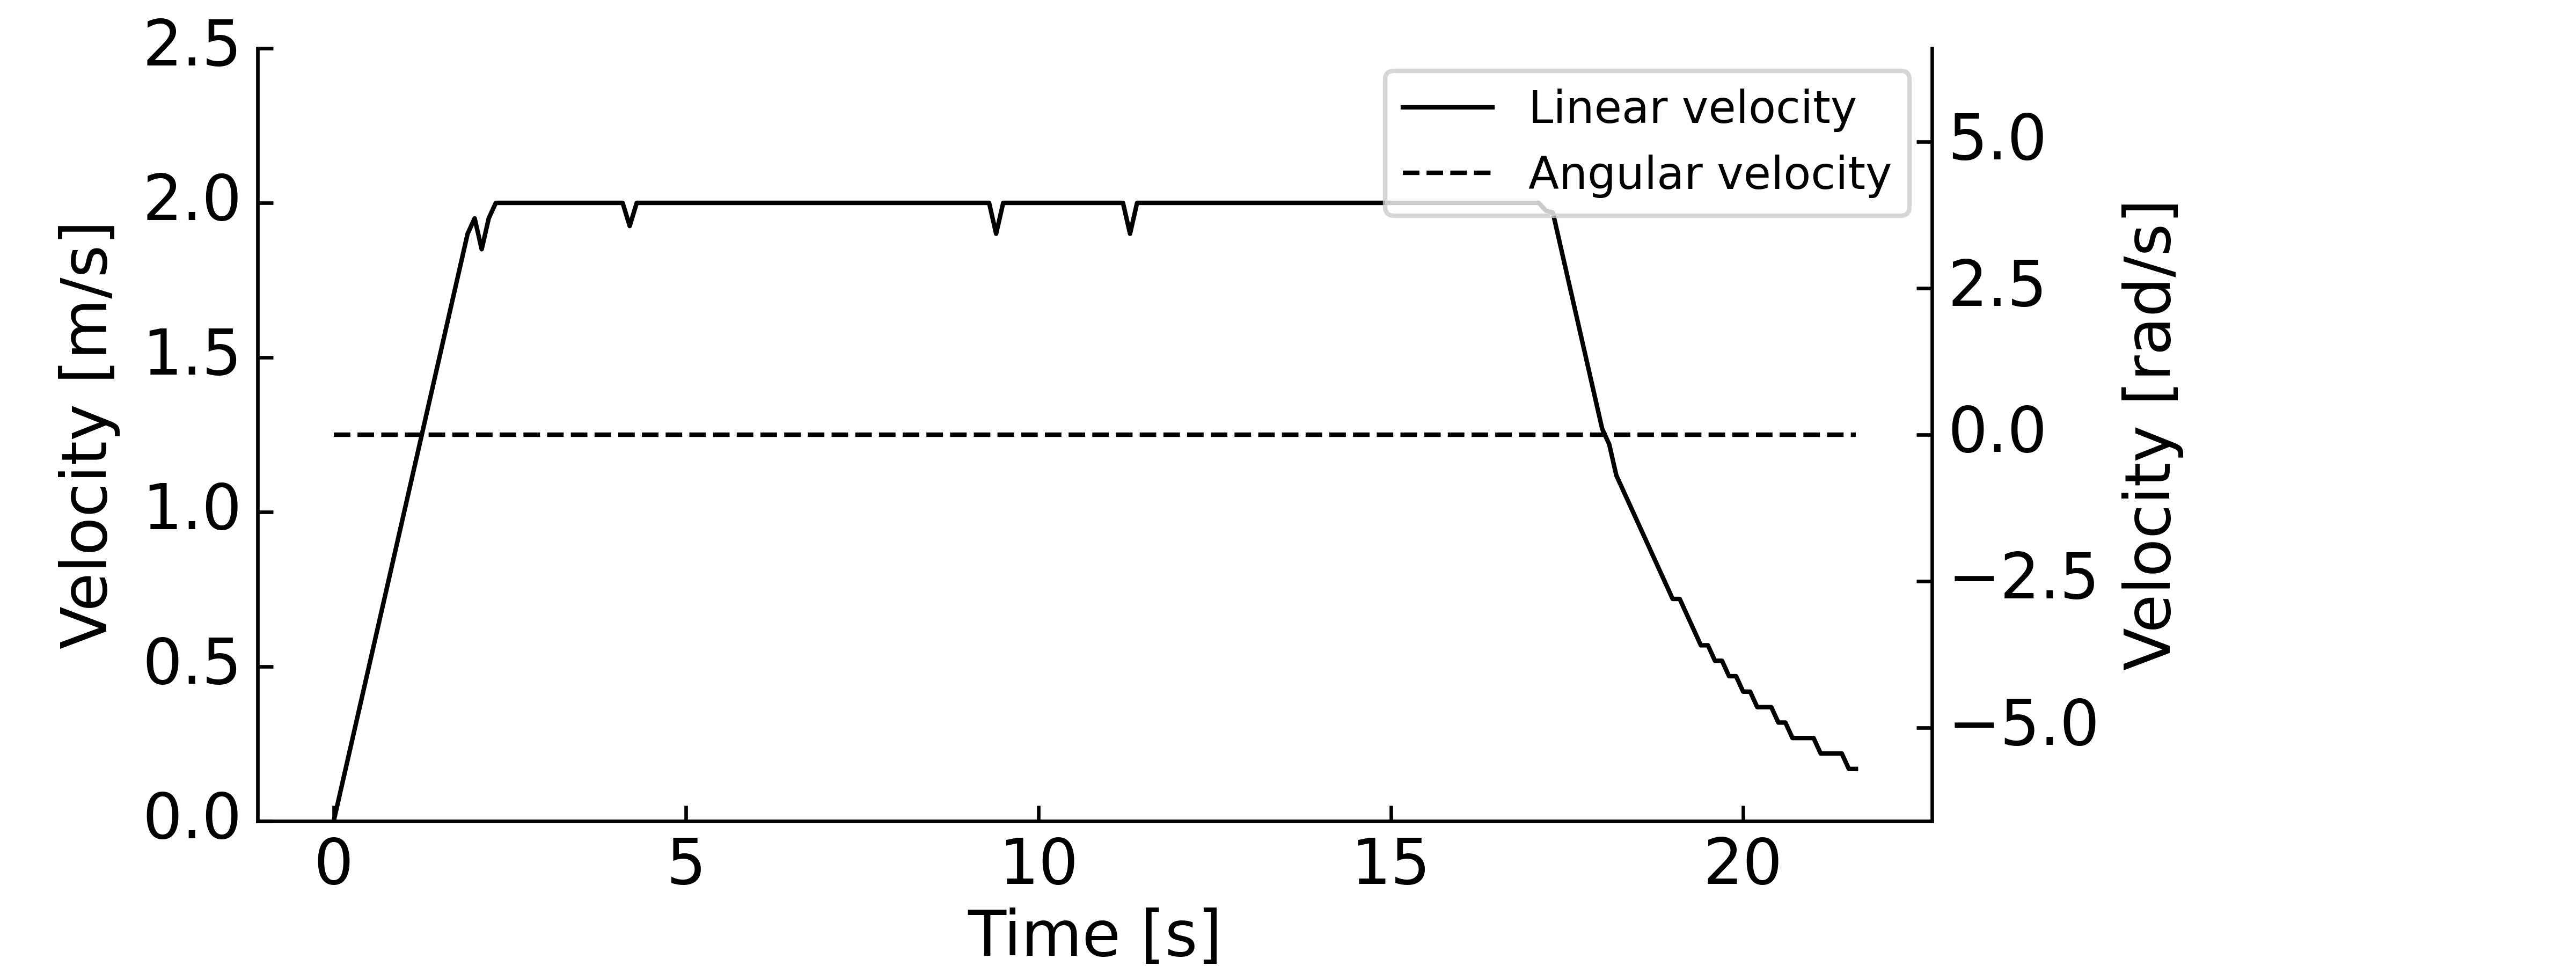 Velocity [m/s]
2.5
2.0
1.5
1.0
0.5
0.0
Linear velocity
Angular velocity
5.0
2.5
0.0
−2.5
−5.0
Velocity [rad/s]
0 5 10 15 20
Time [s]